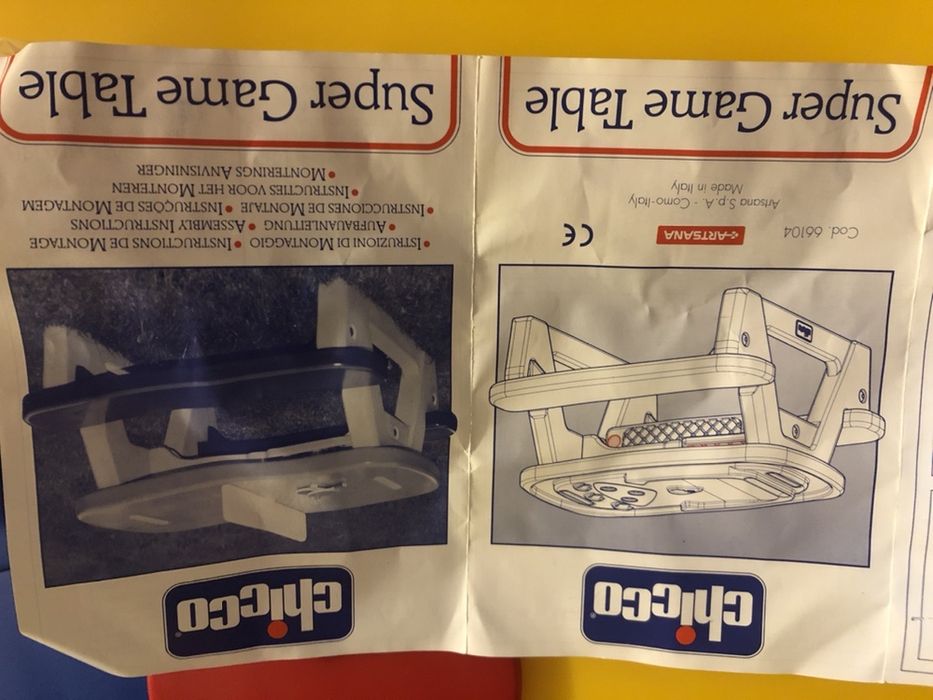 chicco
Istruzioni di Montaggio • Instructions de Montage
• Aufbauanleitung • Assembly Instructions
• Instrucciones de Montaje • Instruções de Montagem
• Instructies voor het Monteren
• Monterings Anvisninger
Super Game Table
chicco
Cod. 66104 ARTSANA CE
Artsana S.p.A. - Como-Italy
Made in Italy
Super Game Table